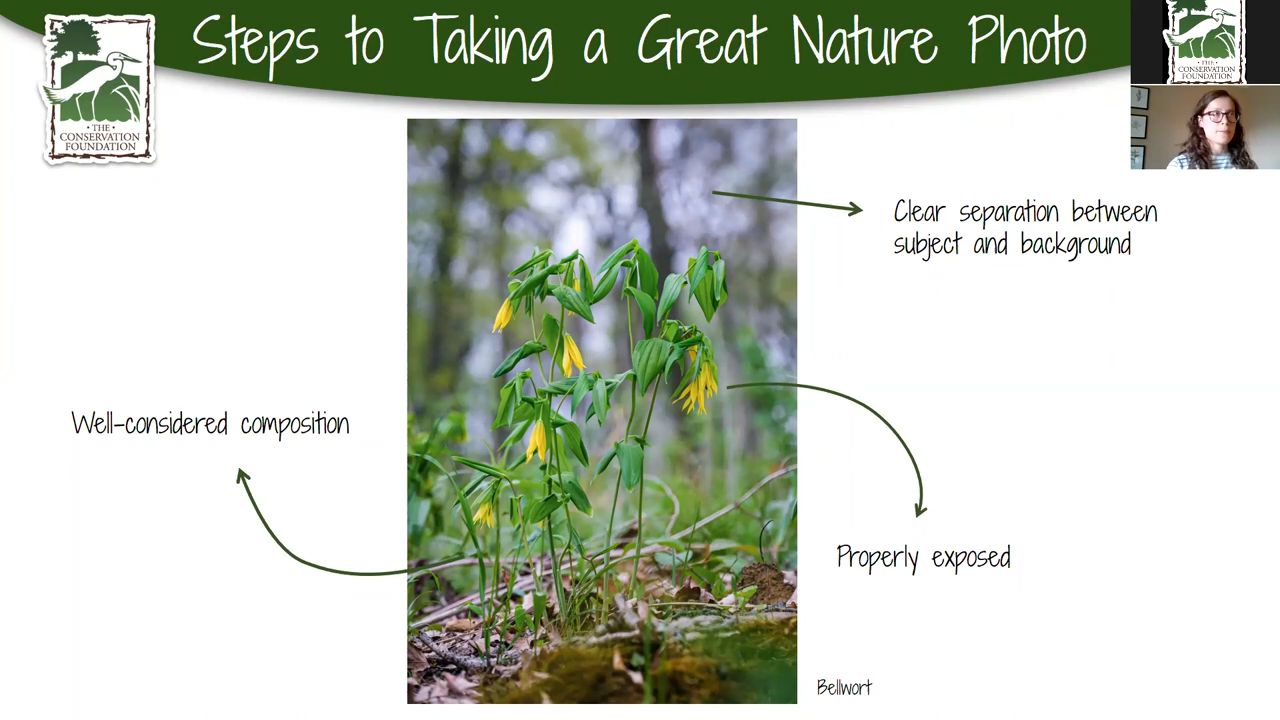 Steps to Taking a Great Nature Photo
• THE •
CONSERVATION
FOUNDATION
• THE •
CONSERVATION
FOUNDATION
Clear separation between
subject and background
Well-considered composition
Properly exposed
Bellwort